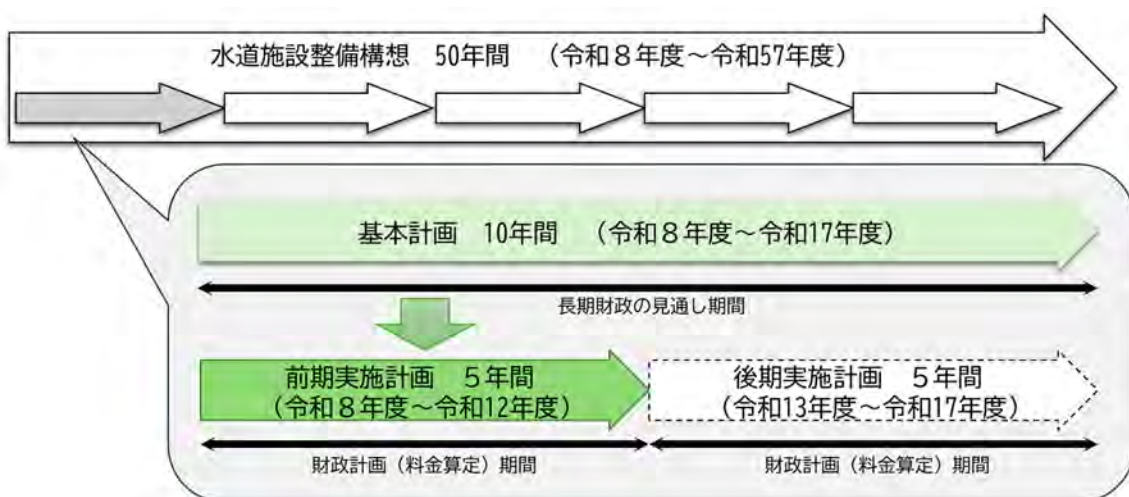 水道施設整備構想 50年間 (令和8年度~令和57年度)
基本計画 10年間 (令和8年度~令和17年度)
長期財政の見通し期間
前期実施計画 5年間
(令和8年度~令和12年度)
後期実施計画 5年間
(令和13年度~令和17年度)
財政計画(料金算定)期間
財政計画(料金算定)期間